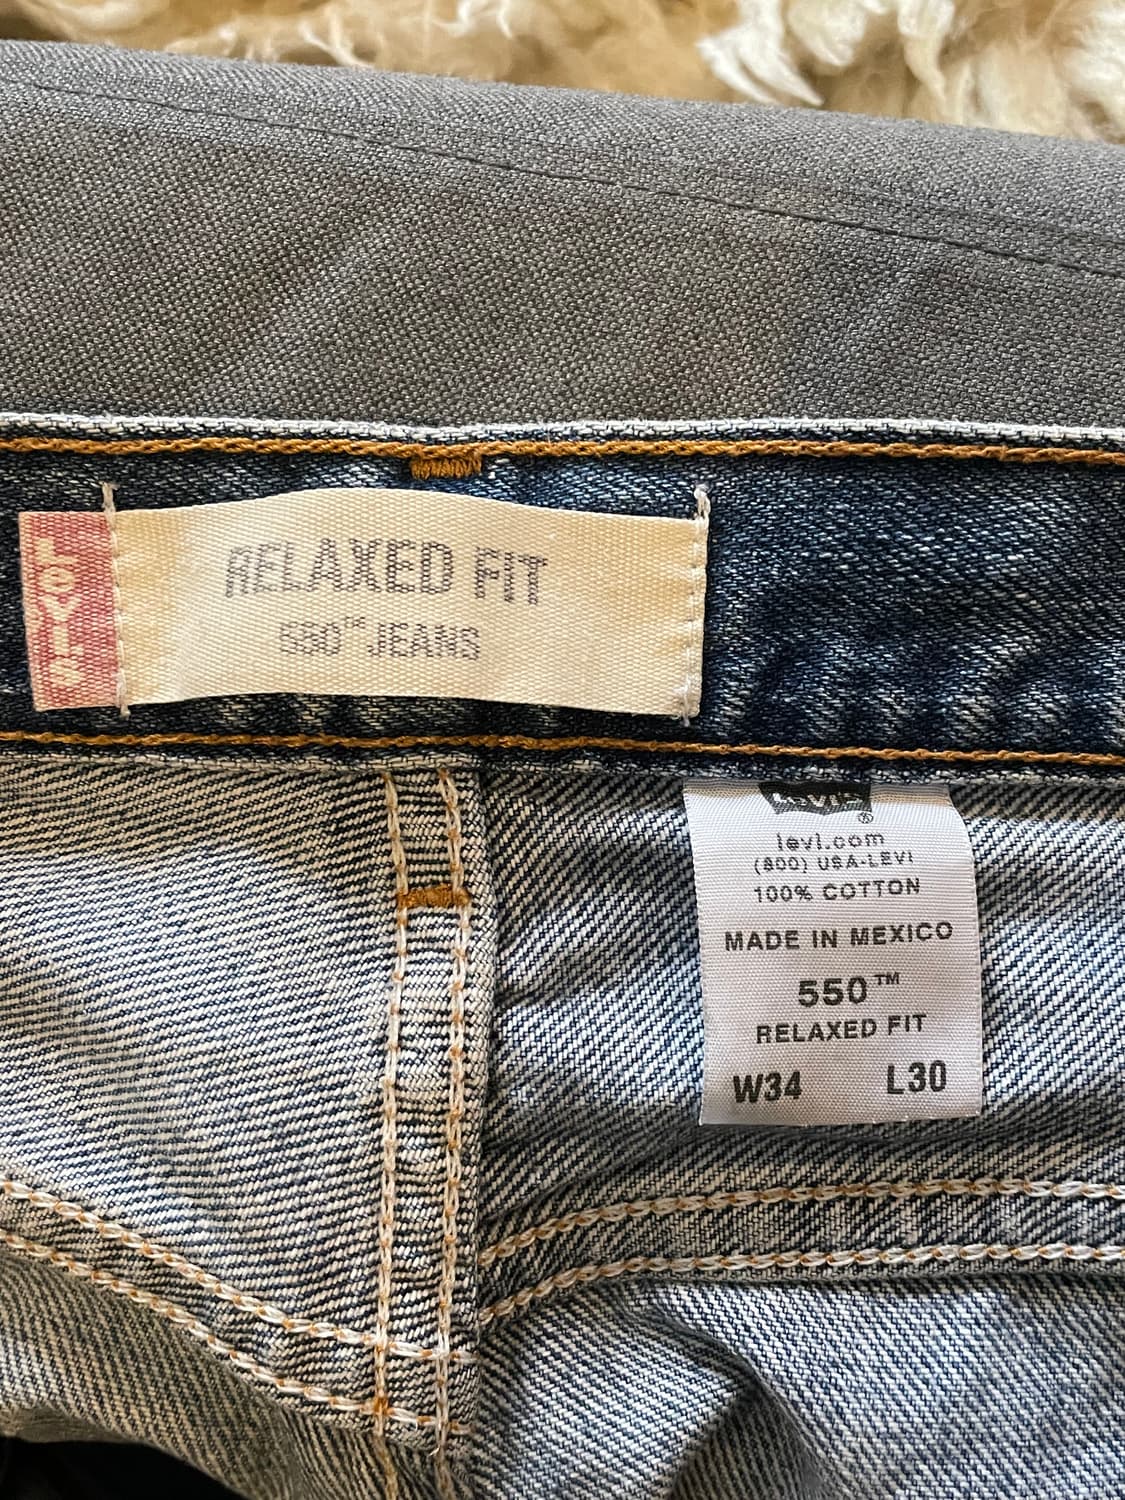 Levi's
RELAXED FIT
550™ JEANS
Levi's®
levi.com
(800) USA-LEVI
100% COTTON
MADE IN MEXICO
550™
RELAXED FIT
W34 L30